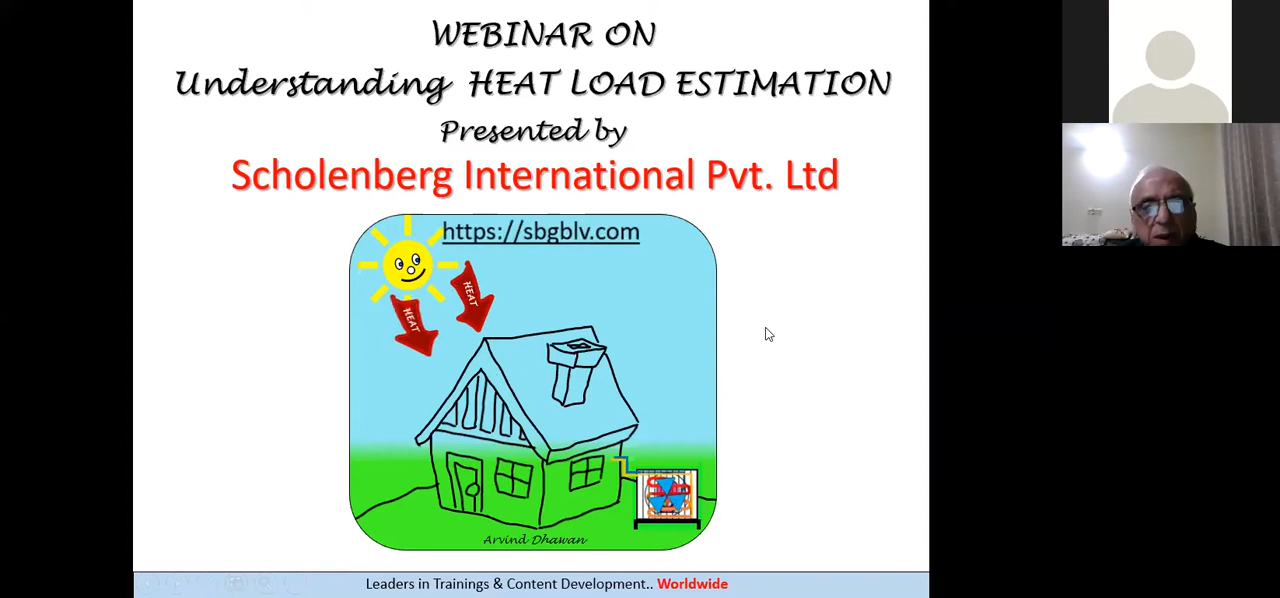 WEBINAR ON
Understanding HEAT LOAD ESTIMATION
Presented by
Scholenberg International Pvt. Ltd
https://sbgblv.com
HEAT
HEAT
Arvind Dhawan
Leaders in Trainings & Content Development.. Worldwide